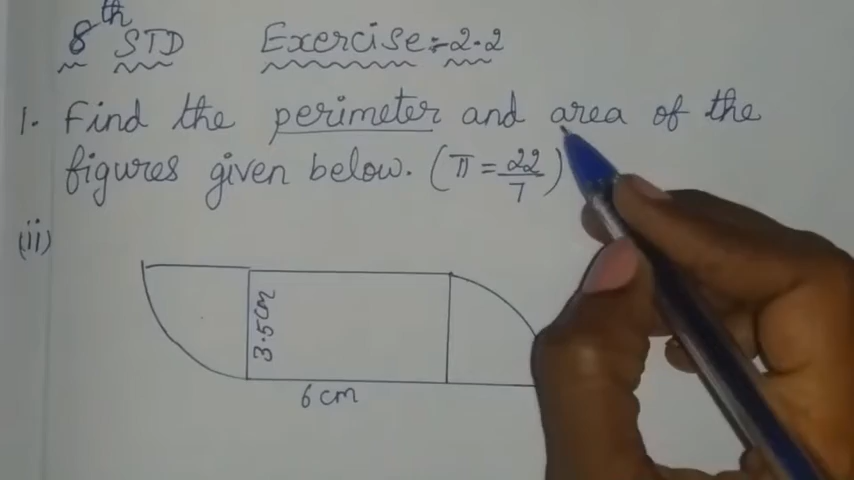 8th STD Exercise:-2.2
1. Find the perimeter and area of the
figures given below. (π = 22/7)
(ii)
3.5cm
6 cm